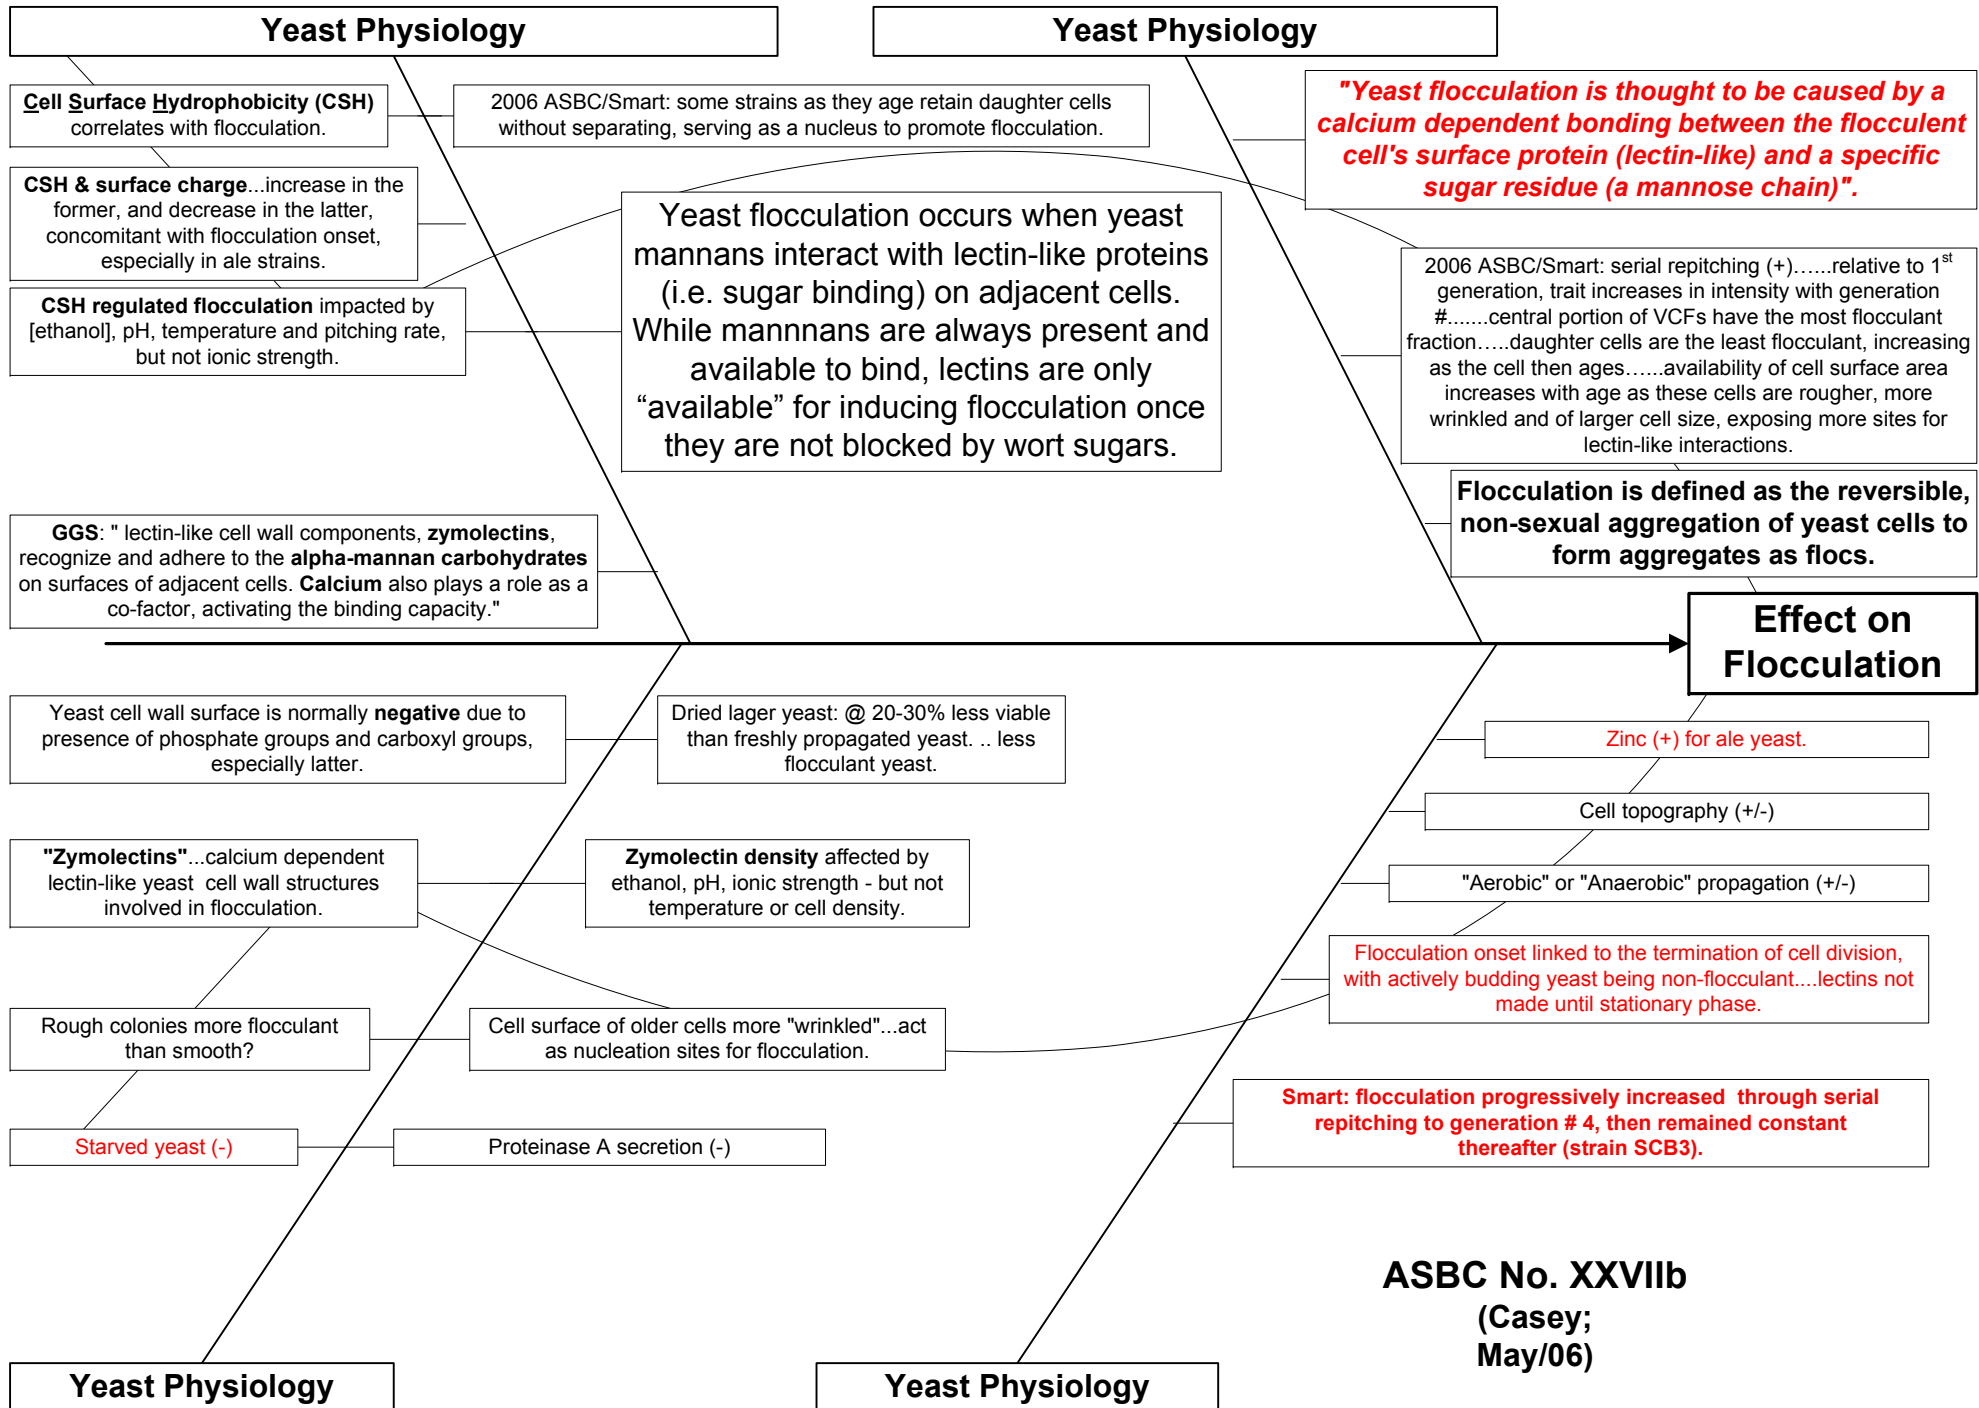 Yeast Physiology
Yeast Physiology
Cell Surface Hydrophobicity (CSH)
correlates with flocculation.
2006 ASBC/Smart: some strains as they age retain daughter cells
without separating, serving as a nucleus to promote flocculation.
"Yeast flocculation is thought to be caused by a
calcium dependent bonding between the flocculent
cell's surface protein (lectin-like) and a specific
sugar residue (a mannose chain)".
CSH & surface charge...increase in the
former, and decrease in the latter,
concomitant with flocculation onset,
especially in ale strains.
Yeast flocculation occurs when yeast
mannans interact with lectin-like proteins
(i.e. sugar binding) on adjacent cells.
While mannnans are always present and
available to bind, lectins are only
“available” for inducing flocculation once
they are not blocked by wort sugars.
2006 ASBC/Smart: serial repitching (+)…...relative to 1st
generation, trait increases in intensity with generation
#.......central portion of VCFs have the most flocculant
fraction…..daughter cells are the least flocculant, increasing
as the cell then ages…...availability of cell surface area
increases with age as these cells are rougher, more
wrinkled and of larger cell size, exposing more sites for
lectin-like interactions.
CSH regulated flocculation impacted by
[ethanol], pH, temperature and pitching rate,
but not ionic strength.
Flocculation is defined as the reversible,
non-sexual aggregation of yeast cells to
form aggregates as flocs.
GGS: " lectin-like cell wall components, zymolectins,
recognize and adhere to the alpha-mannan carbohydrates
on surfaces of adjacent cells. Calcium also plays a role as a
co-factor, activating the binding capacity."
Effect on
Flocculation
Yeast cell wall surface is normally negative due to
presence of phosphate groups and carboxyl groups,
especially latter.
Dried lager yeast: @ 20-30% less viable
than freshly propagated yeast. .. less
flocculant yeast.
Zinc (+) for ale yeast.
Cell topography (+/-)
"Zymolectins"...calcium dependent
lectin-like yeast cell wall structures
involved in flocculation.
Zymolectin density affected by
ethanol, pH, ionic strength - but not
temperature or cell density.
"Aerobic" or "Anaerobic" propagation (+/-)
Flocculation onset linked to the termination of cell division,
with actively budding yeast being non-flocculant....lectins not
made until stationary phase.
Rough colonies more flocculant
than smooth?
Cell surface of older cells more "wrinkled"...act
as nucleation sites for flocculation.
Smart: flocculation progressively increased through serial
repitching to generation # 4, then remained constant
thereafter (strain SCB3).
Starved yeast (-)
Proteinase A secretion (-)
ASBC No. XXVIIb
(Casey;
May/06)
Yeast Physiology
Yeast Physiology